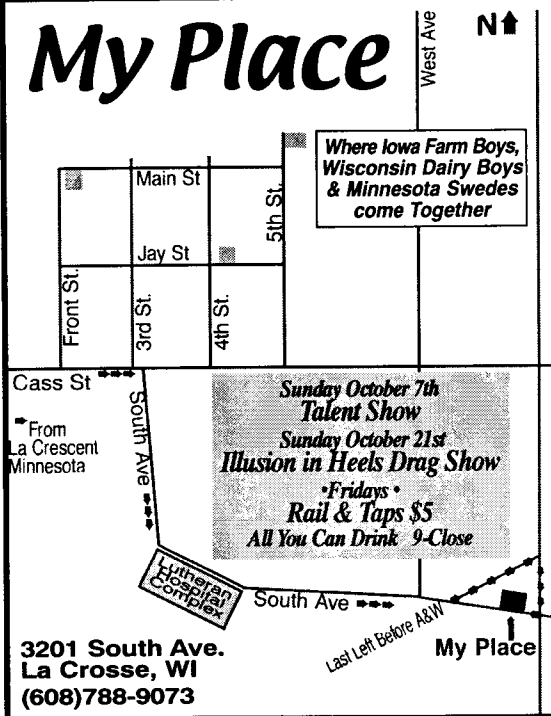 My Place
West Ave
N
Where Iowa Farm Boys,
Wisconsin Dairy Boys
& Minnesota Swedes
come Together
Main St
5th St.
Jay St
Front St.
3rd St.
4th St.
Cass St
South Ave
From
La Crescent
Minnesota
Sunday October 7th
Talent Show
Sunday October 21st
Illusion in Heels Drag Show
•Fridays •
Rail & Taps $5
All You Can Drink 9-Close
Lutheran
Hospital
Complex
South Ave
Last Left Before A&W
My Place
3201 South Ave.
La Crosse, WI
(608)788-9073